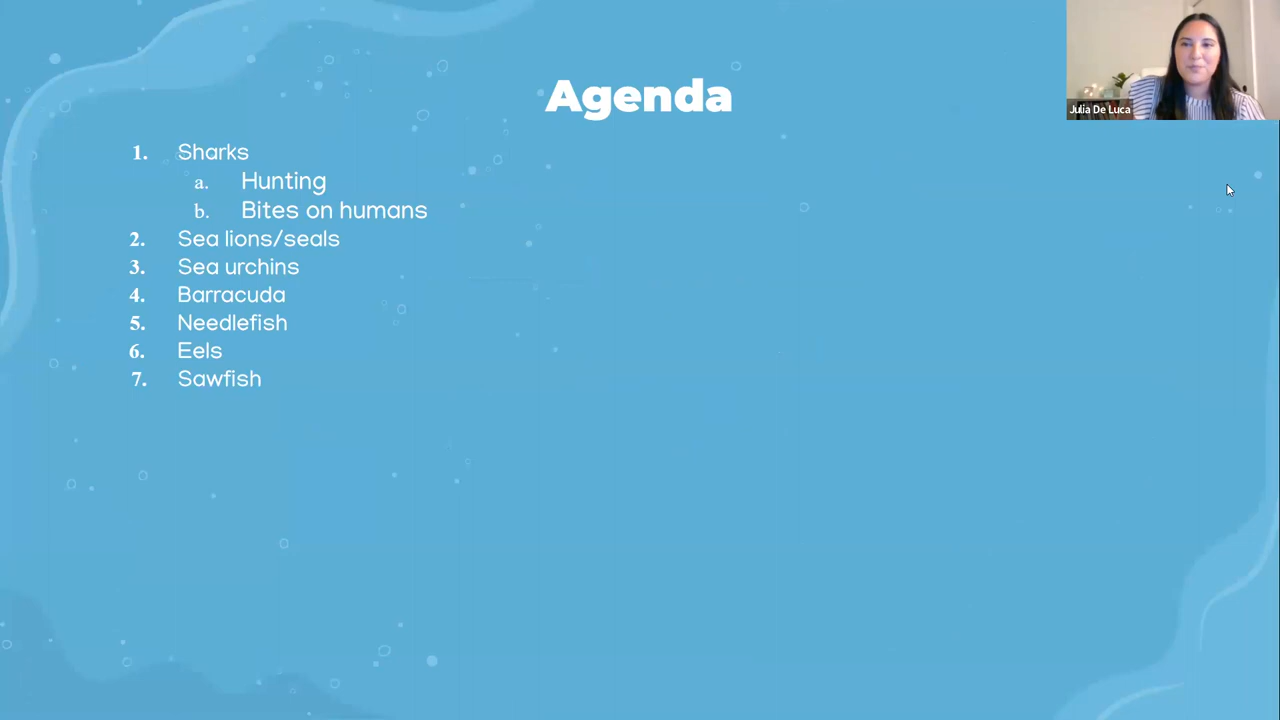 Agenda
Julia De Luca
1. Sharks
a. Hunting
b. Bites on humans
2. Sea lions/seals
3. Sea urchins
4. Barracuda
5. Needlefish
6. Eels
7. Sawfish